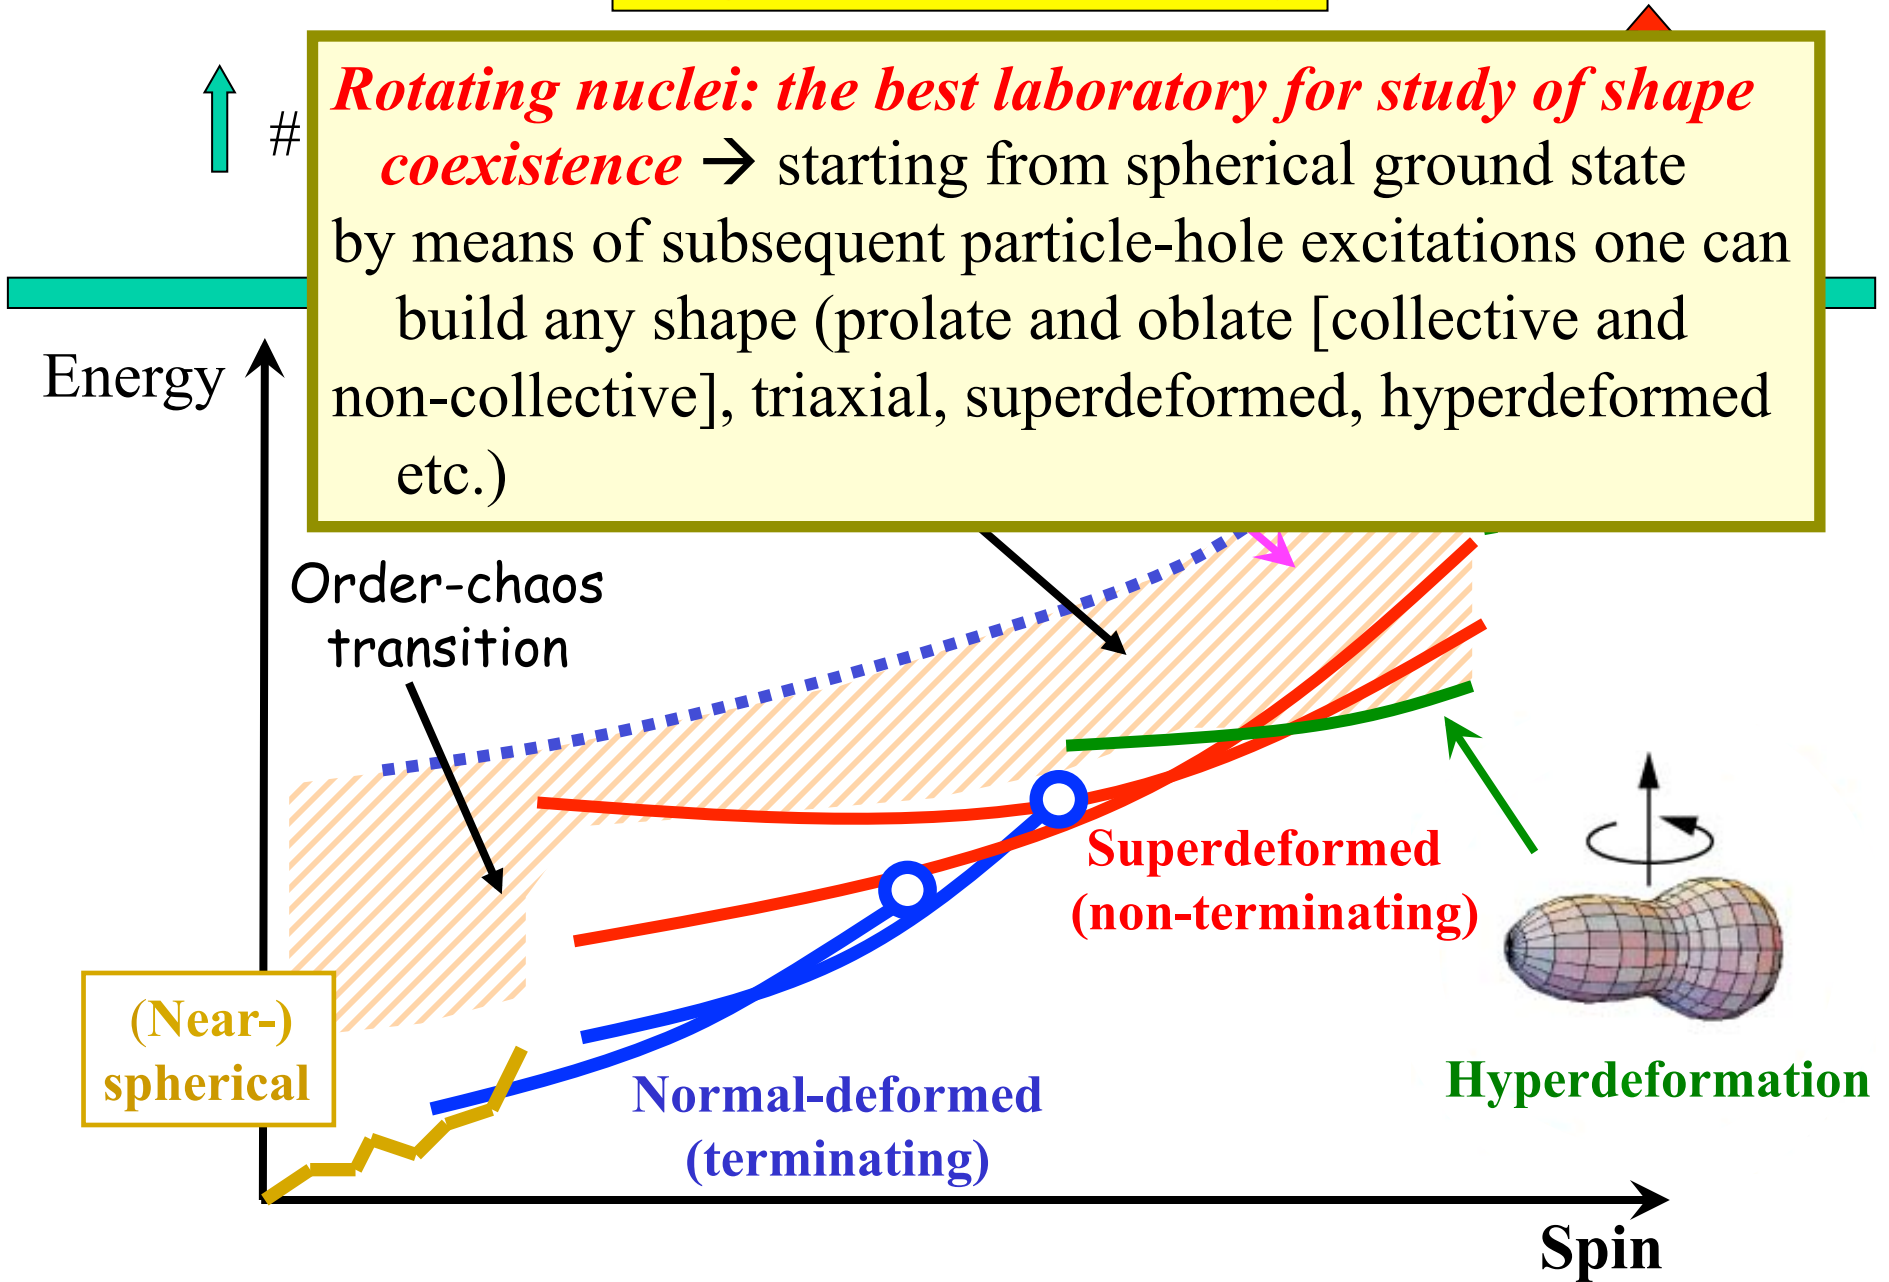 #
Rotating nuclei: the best laboratory for study of shape
coexistence → starting from spherical ground state
by means of subsequent particle-hole excitations one can
build any shape (prolate and oblate [collective and
non-collective], triaxial, superdeformed, hyperdeformed
etc.)
Energy
Order-chaos
transition
Superdeformed
(non-terminating)
(Near-)
spherical
Normal-deformed
(terminating)
Hyperdeformation
Spin